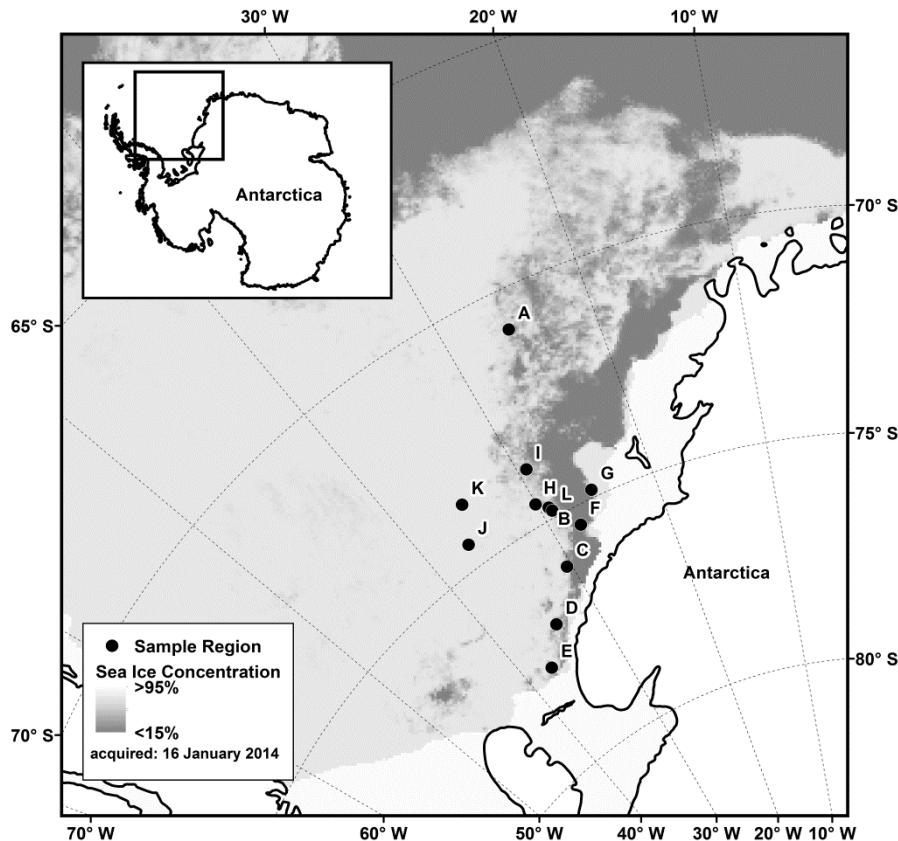 30° W
20° W
10° W
Antarctica
70° S
65° S
A
75° S
I
G
K
H
L
F
B
J
C
Antarctica
D
Sample Region
E
80° S
Sea Ice Concentration
>95%
<15%
70° S
acquired: 16 January 2014
70° W
60° W
50° W
40° W
30° W
20° W
10° W